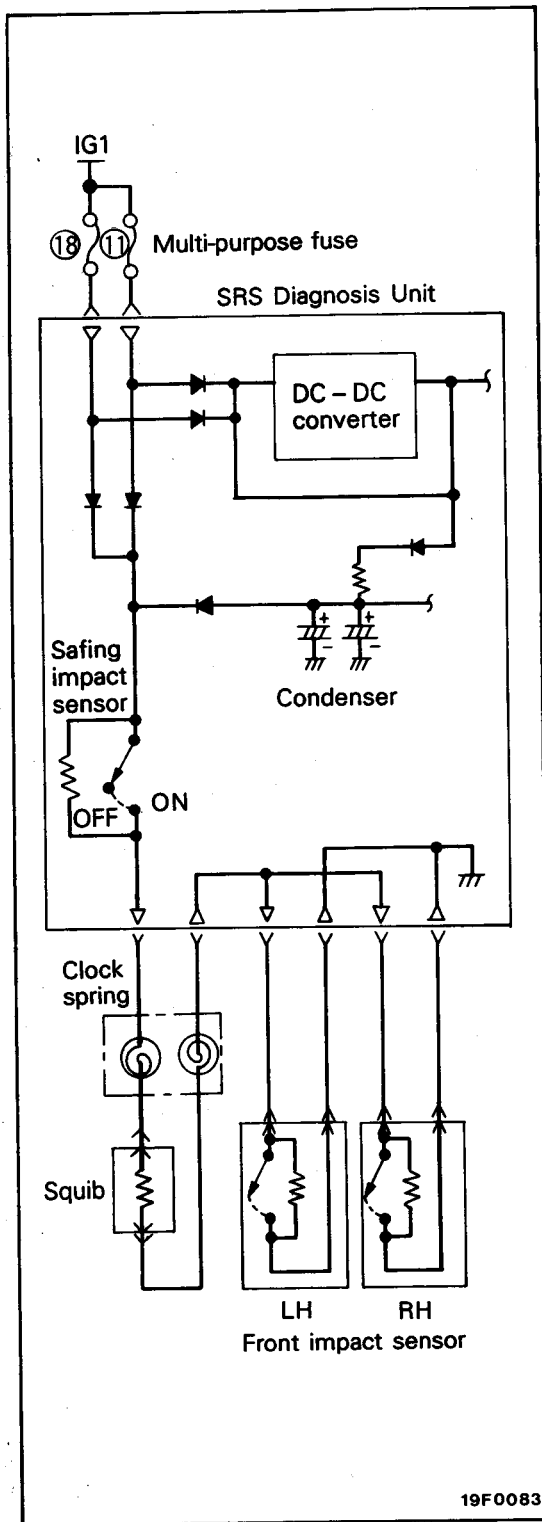 IG1
18 11 Multi-purpose fuse
SRS Diagnosis Unit
DC – DC
converter
+ +
- -
Safing
impact
sensor
Condenser
OFF ON
Clock
spring
Squib
LH RH
Front impact sensor
19F0083